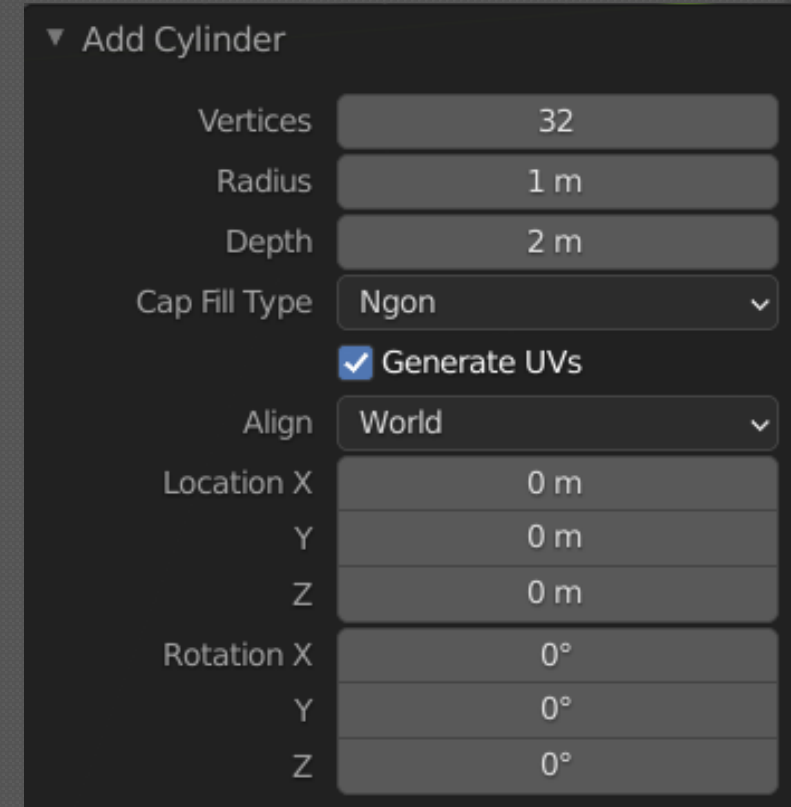 Add Cylinder
Vertices 32
Radius 1 m
Depth 2 m
Cap Fill Type Ngon
Generate UVs
Align World
Location X 0 m
Y 0 m
Z 0 m
Rotation X 0°
Y 0°
Z 0°